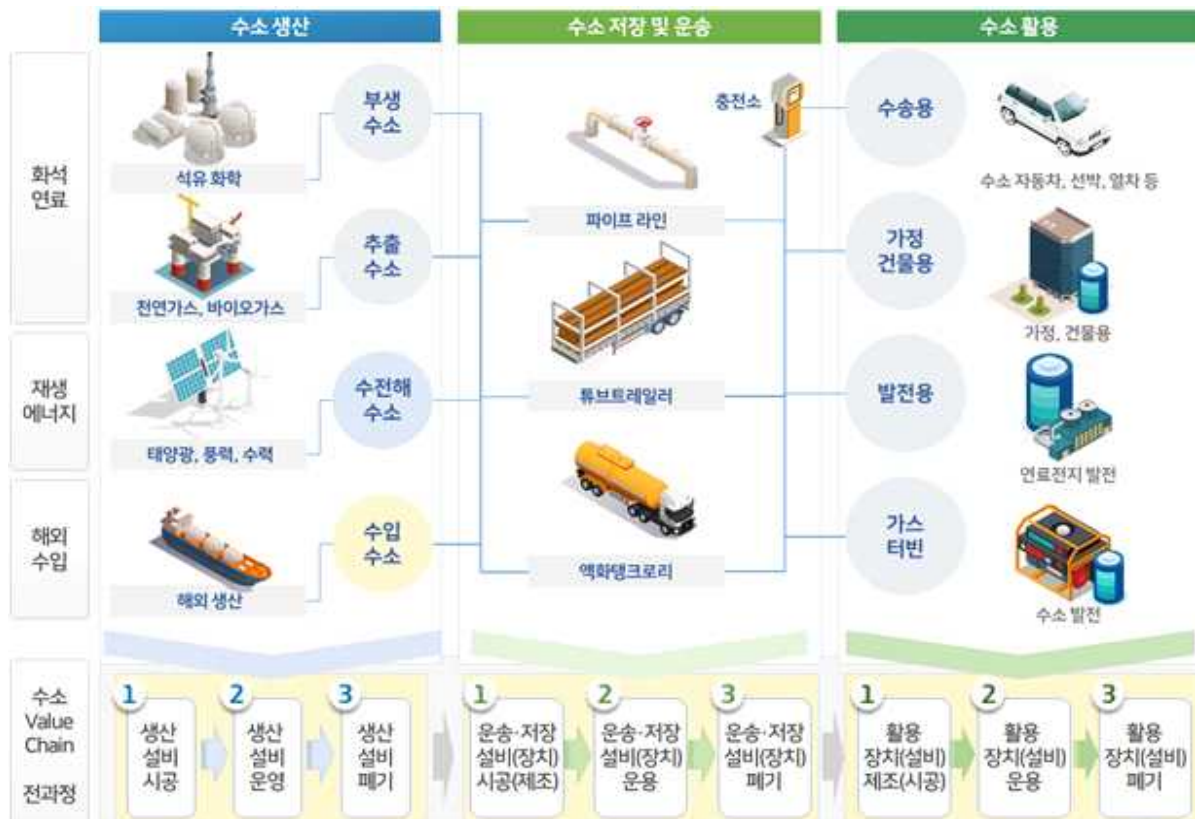 수소 생산
수소 저장 및 운송
수소 활용
화석
연료
석유 화학
부생
수소
천연가스, 바이오가스
추출
수소
재생
에너지
태양광, 풍력, 수력
수전해
수소
해외
수입
해외 생산
수입
수소
파이프 라인
튜브트레일러
액화탱크로리
충전소
수송용
수소 자동차, 선박, 열차 등
가정
건물용
가정, 건물용
발전용
연료전지 발전
가스
터빈
수소 발전
수소
Value
Chain
전과정
1
생산
설비
시공
2
생산
설비
운영
3
생산
설비
폐기
1
운송·저장
설비(장치)
시공(제조)
2
운송·저장
설비(장치)
운용
3
운송·저장
설비(장치)
폐기
1
활용
장치(설비)
제조(시공)
2
활용
장치(설비)
운용
3
활용
장치(설비)
폐기